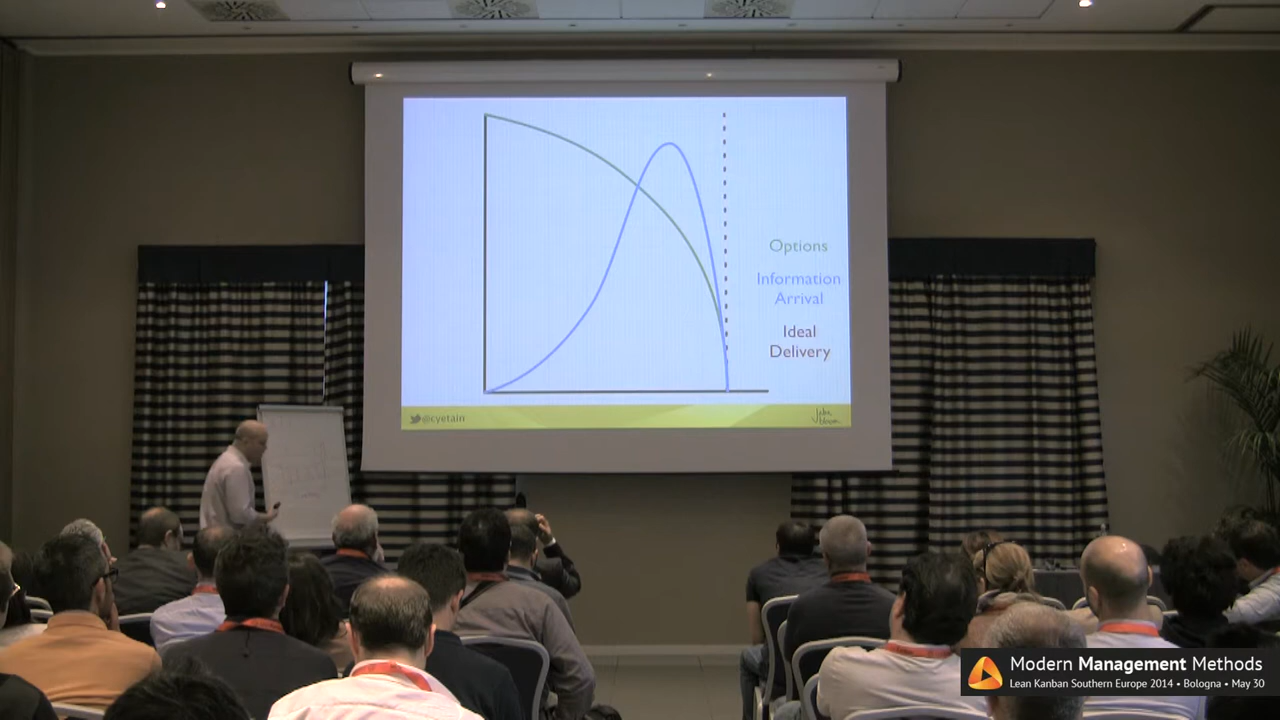 Options
Information
Arrival
Ideal
Delivery
@cyetain
Modern Management Methods
Lean Kanban Southern Europe 2014 • Bologna • May 30